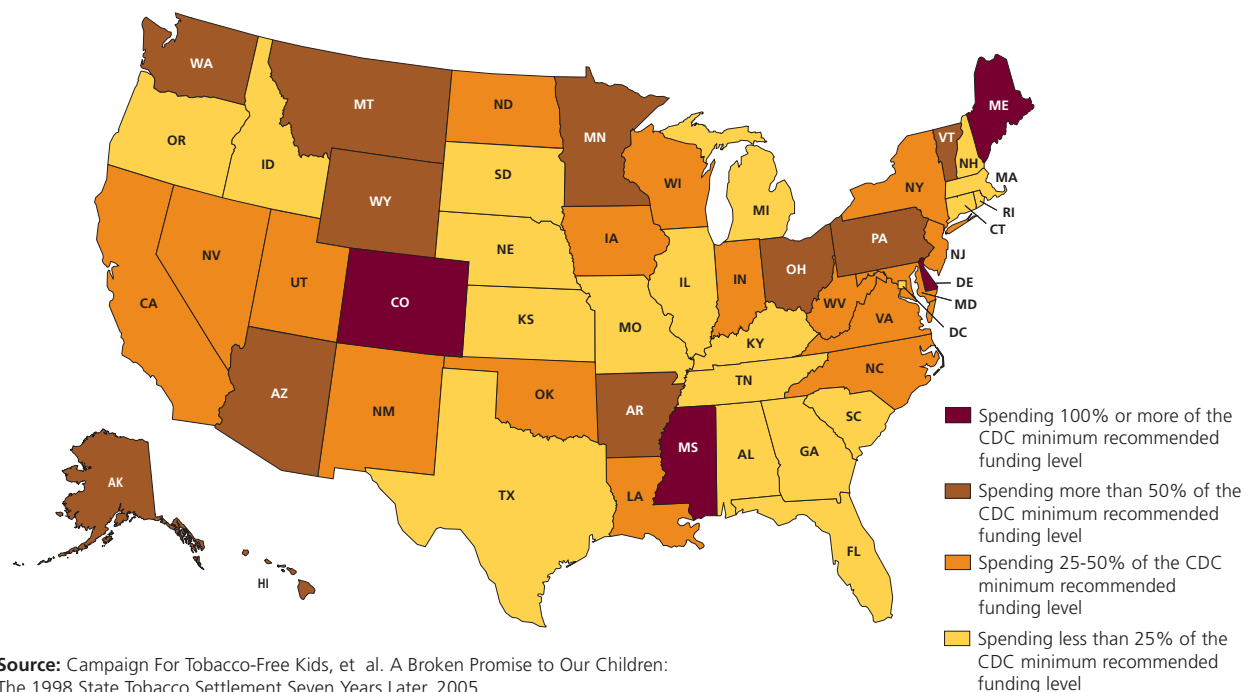 WA
MT
ND
MN
ME
VT
NH
OR
ID
SD
WI
NY
MA
WY
MI
RI
CT
NE
IA
PA
NJ
NV
UT
CO
IL
IN
OH
DE
MD
CA
KS
MO
WV
VA
DC
KY
AZ
NM
OK
TN
NC
AR
SC
MS
AL
GA
AK
TX
LA
FL
HI
Spending 100% or more of the
CDC minimum recommended
funding level
Spending more than 50% of the
CDC minimum recommended
funding level
Spending 25-50% of the CDC
minimum recommended
funding level
Spending less than 25% of the
CDC minimum recommended
funding level
Source: Campaign For Tobacco-Free Kids, et al. A Broken Promise to Our Children:
The 1998 State Tobacco Settlement Seven Years Later, 2005